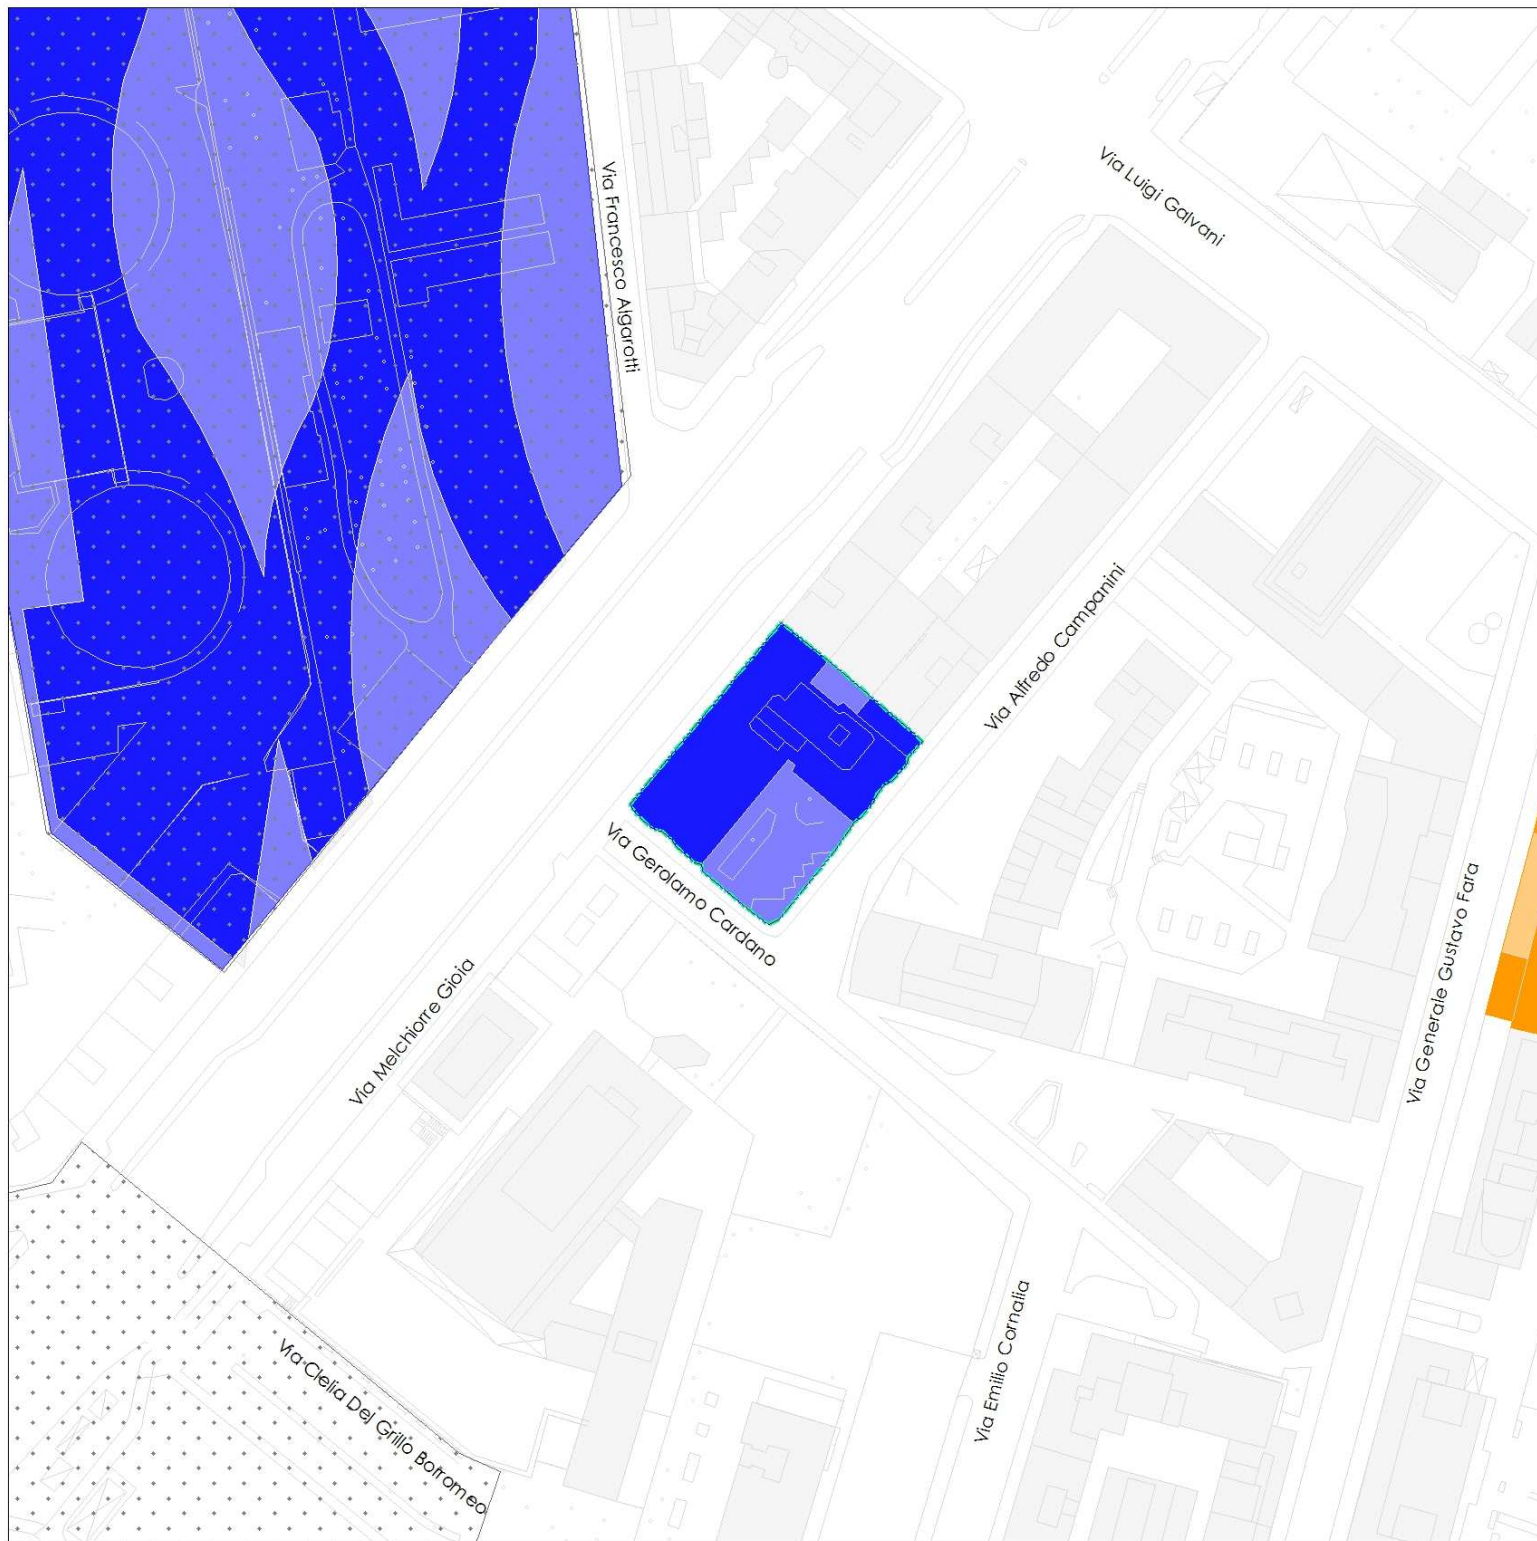 Via Luigi Galvani
Via Francesco Algarotti
Via Alfredo Campanini
Via Gerolamo Cardano
Via Generale Gustavo Fara
Via Melchiorre Gioia
Via Emilio Cornalia
Via Clelia Del Grillo Borromeo